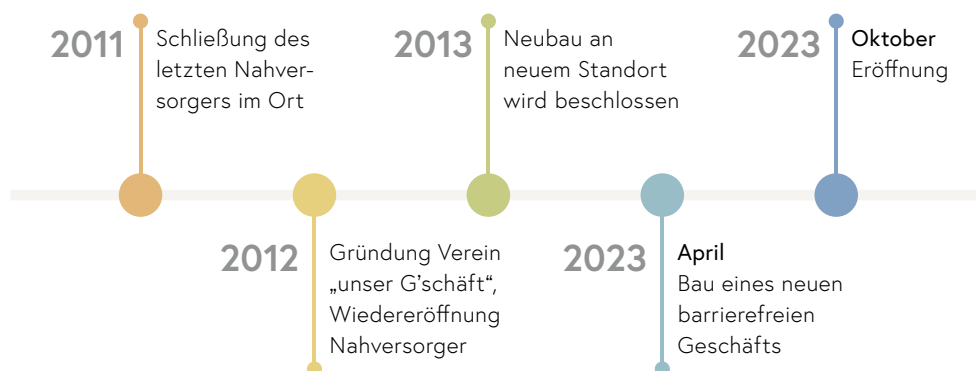 2011
Schließung des
letzten Nahver-
sorgers im Ort
2012
Gründung Verein
„unser G'schäft“,
Wiedereröffnung
Nahversorger
2013
Neubau an
neuem Standort
wird beschlossen
2023
April
Bau eines neuen
barrierefreien
Geschäfts
2023
Oktober
Eröffnung